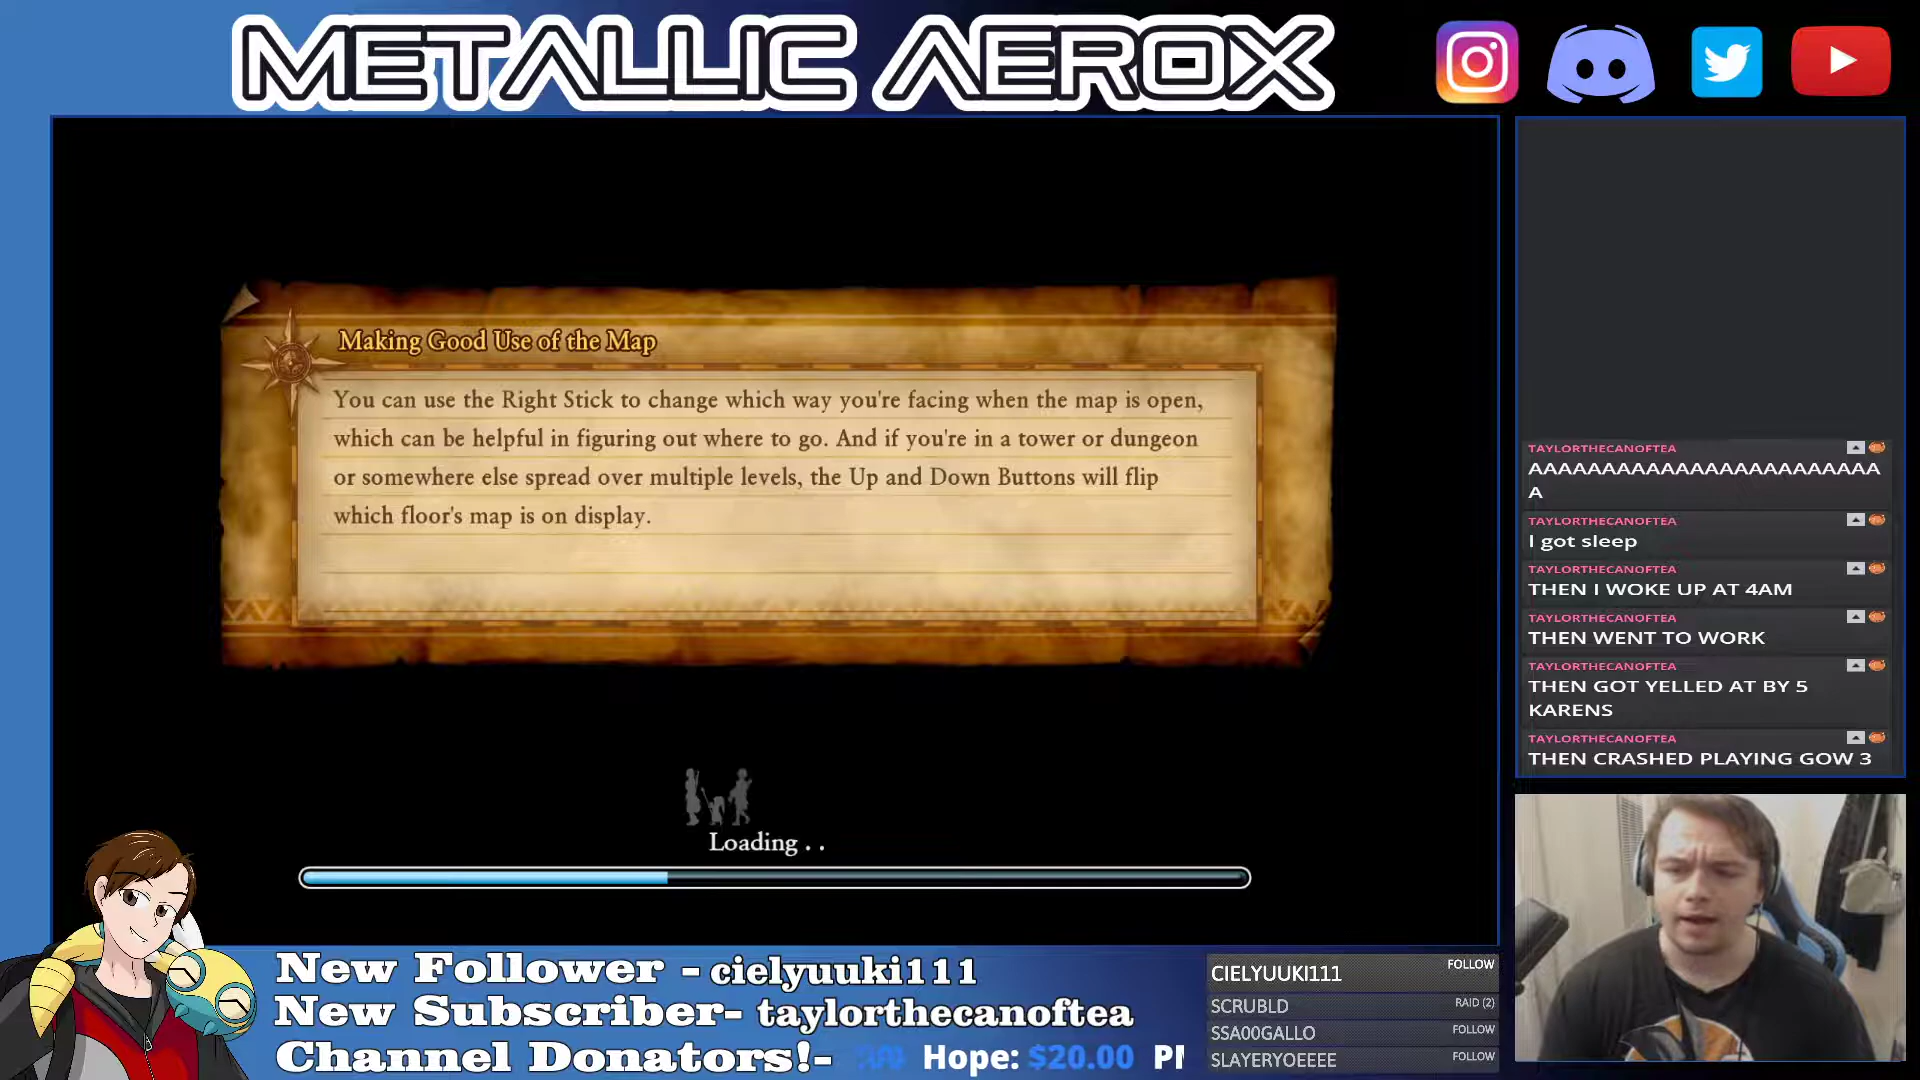 METALLIC AEROX
Making Good Use of the Map
You can use the Right Stick to change which way you're facing when the map is open,
which can be helpful in figuring out where to go. And if you're in a tower or dungeon
or somewhere else spread over multiple levels, the Up and Down Buttons will flip
which floor's map is on display.
Loading . .
TAYLORTHECANOFTEA
AAAAAAAAAAAAAAAAAAAAAAAA
A
TAYLORTHECANOFTEA
I got sleep
TAYLORTHECANOFTEA
THEN I WOKE UP AT 4AM
TAYLORTHECANOFTEA
THEN WENT TO WORK
TAYLORTHECANOFTEA
THEN GOT YELLED AT BY 5
KARENS
TAYLORTHECANOFTEA
THEN CRASHED PLAYING GOW 3
New Follower - cielyuuki111
New Subscriber- taylorthecanoftea
Channel Donators!- Hope: $20.00
CIELYUUKI111 FOLLOW
SCRUBLD RAID (2)
SSA00GALLO FOLLOW
SLAYERYOEEEE FOLLOW